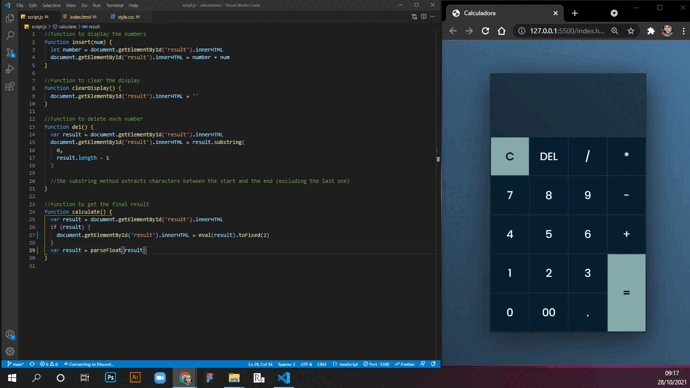 File Edit Selection View Go Run Terminal Help
script.js - calculadora - Visual Studio Code
script.js M
index.html M
style.css M
script.js > calculate > result
1 //Function to display the numbers
2 function insert(num) {
3 let number = document.getElementById('result').innerHTML
4 document.getElementById('result').innerHTML = number + num
5 }
6
7 //Function to clear the display
8 function clearDisplay() {
9 document.getElementById('result').innerHTML = ''
10 }
11
12 //Function to delete each number
13 function del() {
14 var result = document.getElementById('result').innerHTML
15 document.getElementById('result').innerHTML = result.substring(
16 0,
17 result.length - 1
18 )
19
20 //the substring method extracts characters between the start and the end (excluding the last one)
21 }
22
23 //Function to get the final result
24 function calculate() {
25 var result = document.getElementById('result').innerHTML
26 if (result) {
27 document.getElementById('result').innerHTML = eval(result).toFixed(2)
28 }
29 var result = parseFloat(result)
30 }
31
main*
0 0
Connecting to Discord...
Ln 29, Col 34
Spaces: 2
UTF-8
CRLF
JavaScript
Port : 5500
Prettier
Calculadora
127.0.0.1:5500/index.h
C DEL / *
7 8 9 -
4 5 6 +
1 2 3 =
0 00 .
Ps
Ai
09:17
28/10/2021